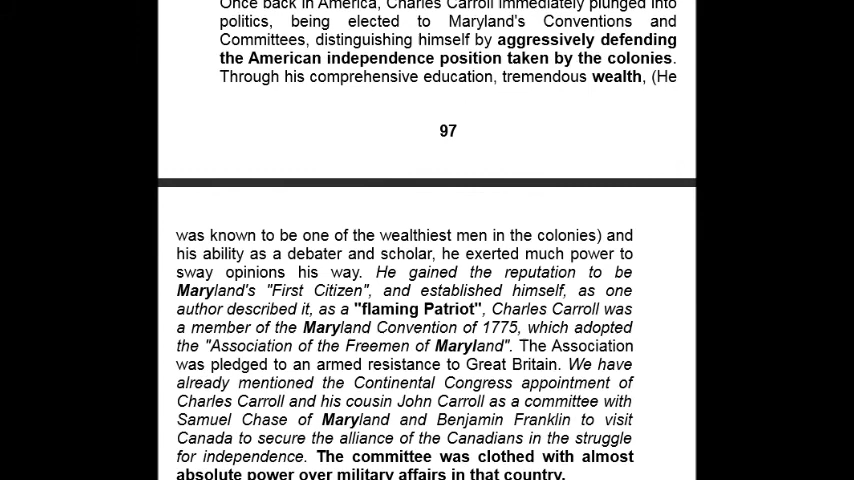 Once back in America, Charles Carroll immediately plunged into
politics, being elected to Maryland's Conventions and
Committees, distinguishing himself by aggressively defending
the American independence position taken by the colonies.
Through his comprehensive education, tremendous wealth, (He
97
was known to be one of the wealthiest men in the colonies) and
his ability as a debater and scholar, he exerted much power to
sway opinions his way. He gained the reputation to be
Maryland's "First Citizen", and established himself, as one
author described it, as a "flaming Patriot", Charles Carroll was
a member of the Maryland Convention of 1775, which adopted
the "Association of the Freemen of Maryland". The Association
was pledged to an armed resistance to Great Britain. We have
already mentioned the Continental Congress appointment of
Charles Carroll and his cousin John Carroll as a committee with
Samuel Chase of Maryland and Benjamin Franklin to visit
Canada to secure the alliance of the Canadians in the struggle
for independence. The committee was clothed with almost
absolute power over military affairs in that country.